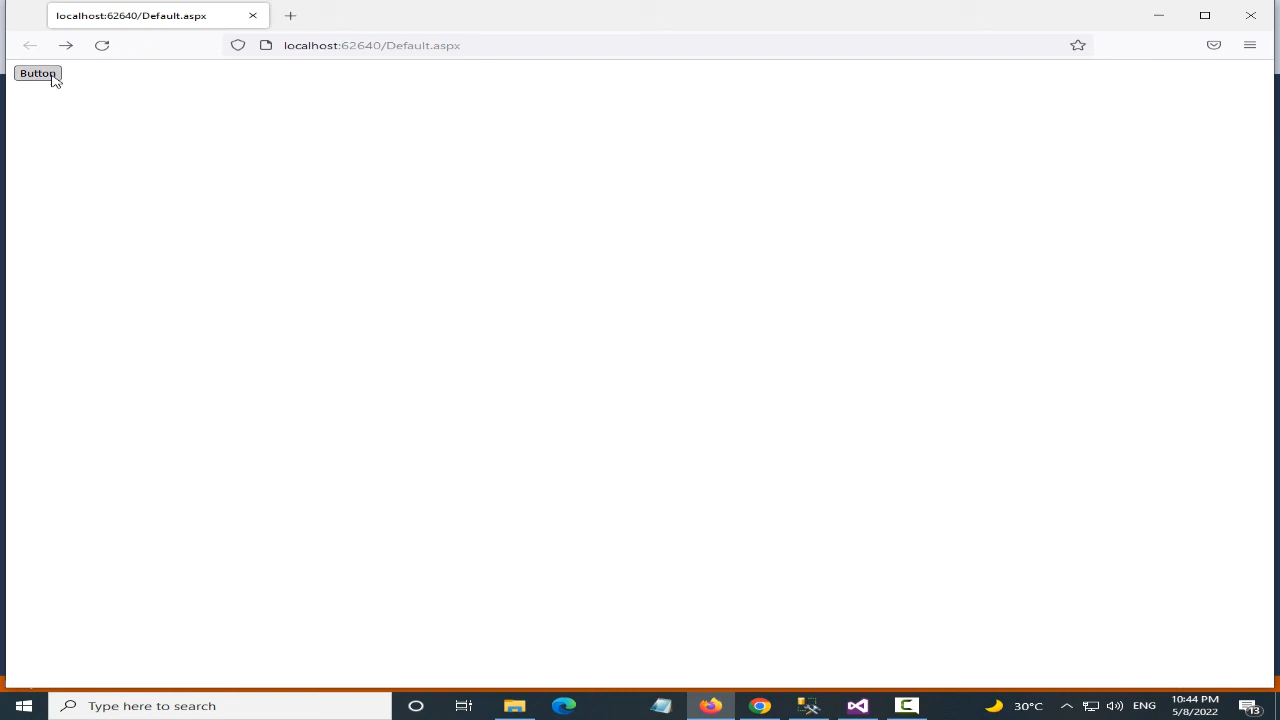 localhost:62640/Default.aspx
localhost:62640/Default.aspx
Button
Type here to search
30°C
ENG
10:44 PM
5/8/2022
13